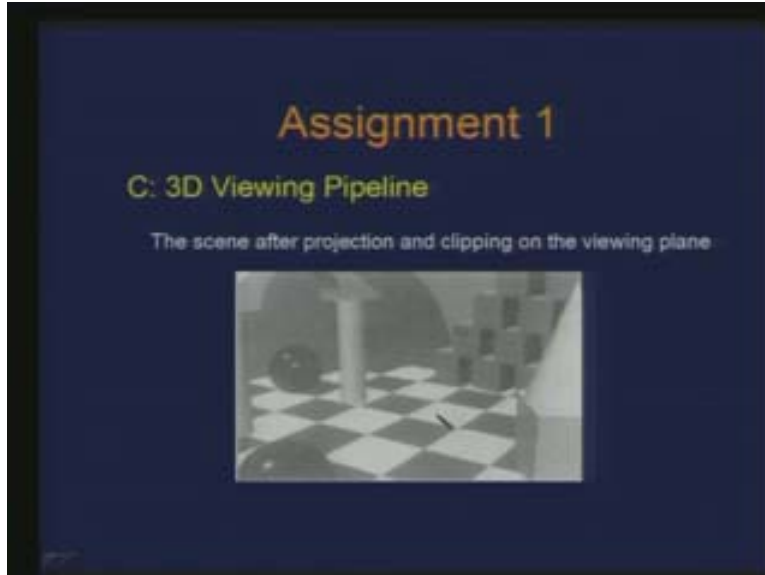 Assignment 1
C: 3D Viewing Pipeline
The scene after projection and clipping on the viewing plane